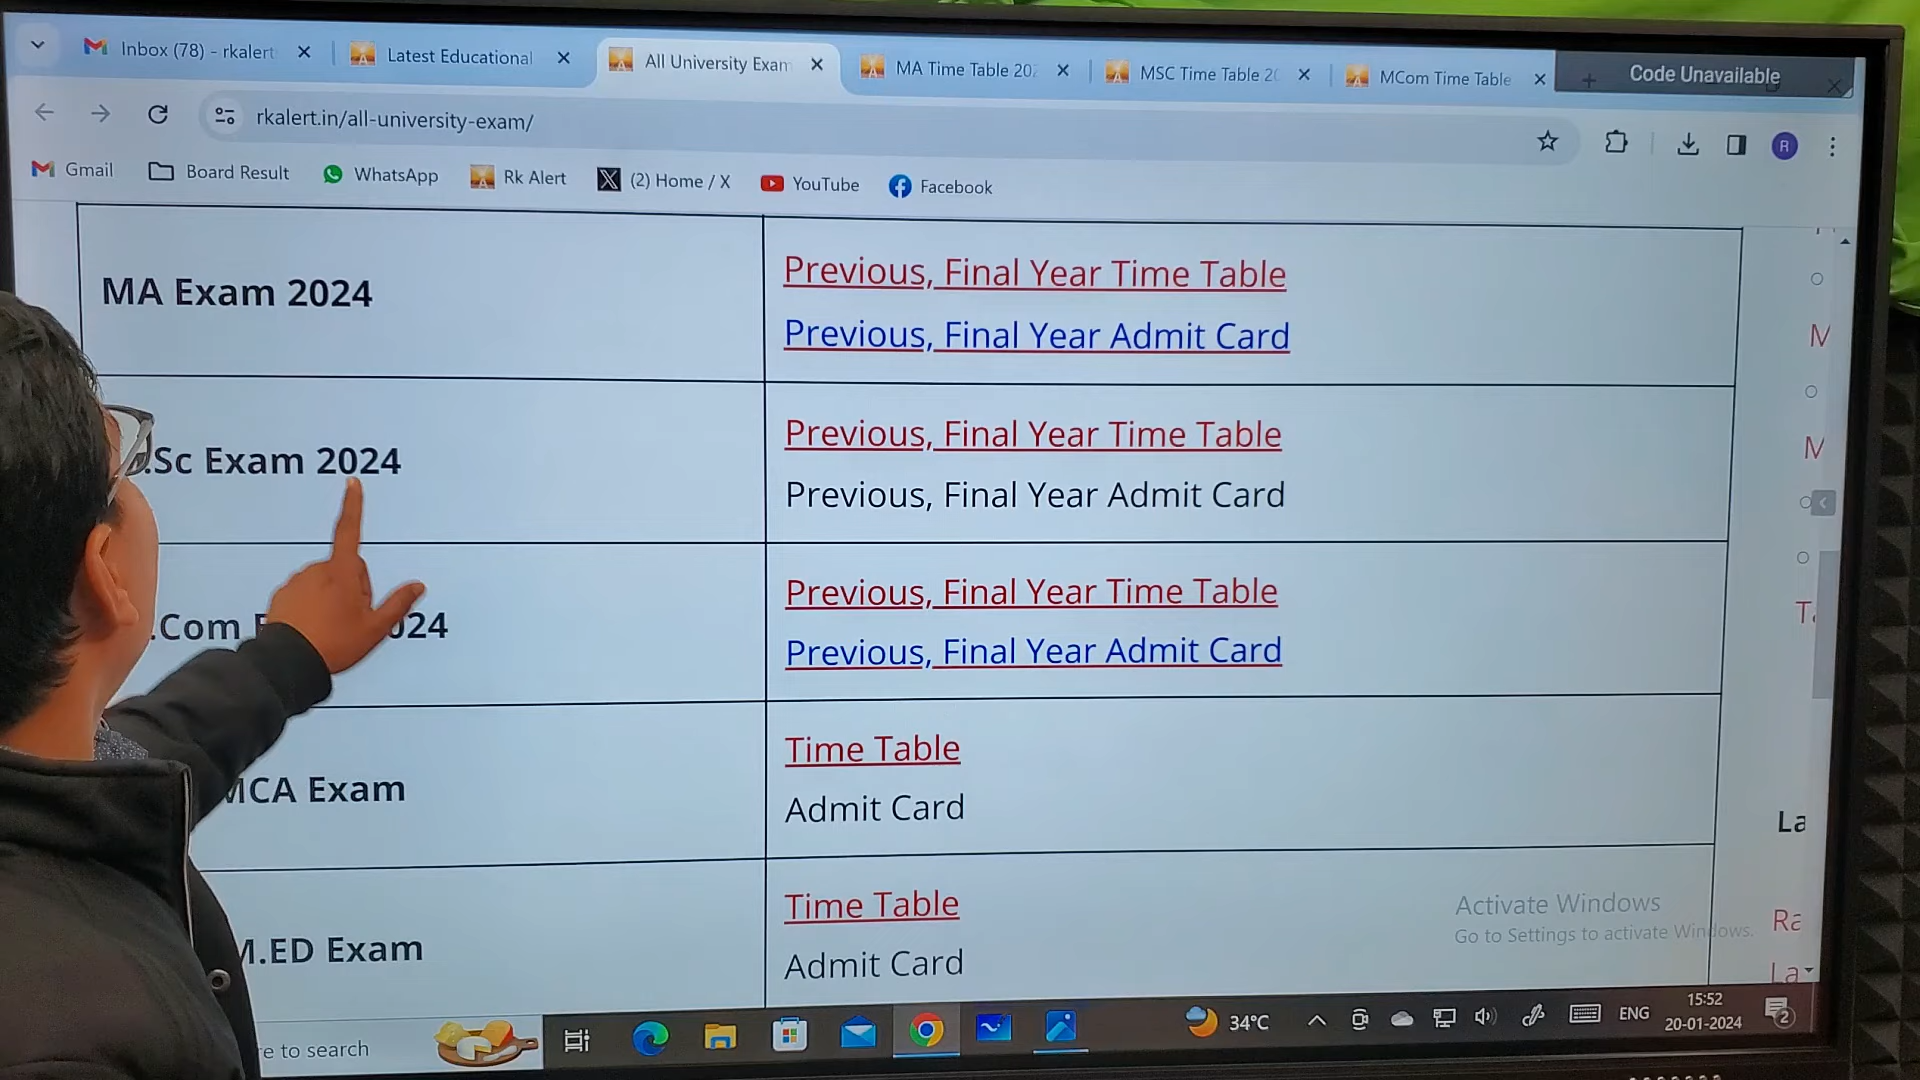 Inbox (78) - rkalert
Latest Educational
All University Exam
MA Time Table 202
MSC Time Table 20
MCom Time Table
Code Unavailable
rkalert.in/all-university-exam/
R
Gmail
Board Result
WhatsApp
Rk Alert
(2) Home / X
YouTube
Facebook
MA Exam 2024
Previous, Final Year Time Table
Previous, Final Year Admit Card
.Sc Exam 2024
Previous, Final Year Time Table
Previous, Final Year Admit Card
.Com E 024
Previous, Final Year Time Table
Previous, Final Year Admit Card
MCA Exam
Time Table
Admit Card
M.ED Exam
Time Table
Admit Card
M
M
Ta
La
Ra
La
Activate Windows
Go to Settings to activate Windows.
e to search
34°C
ENG
15:52
20-01-2024
2